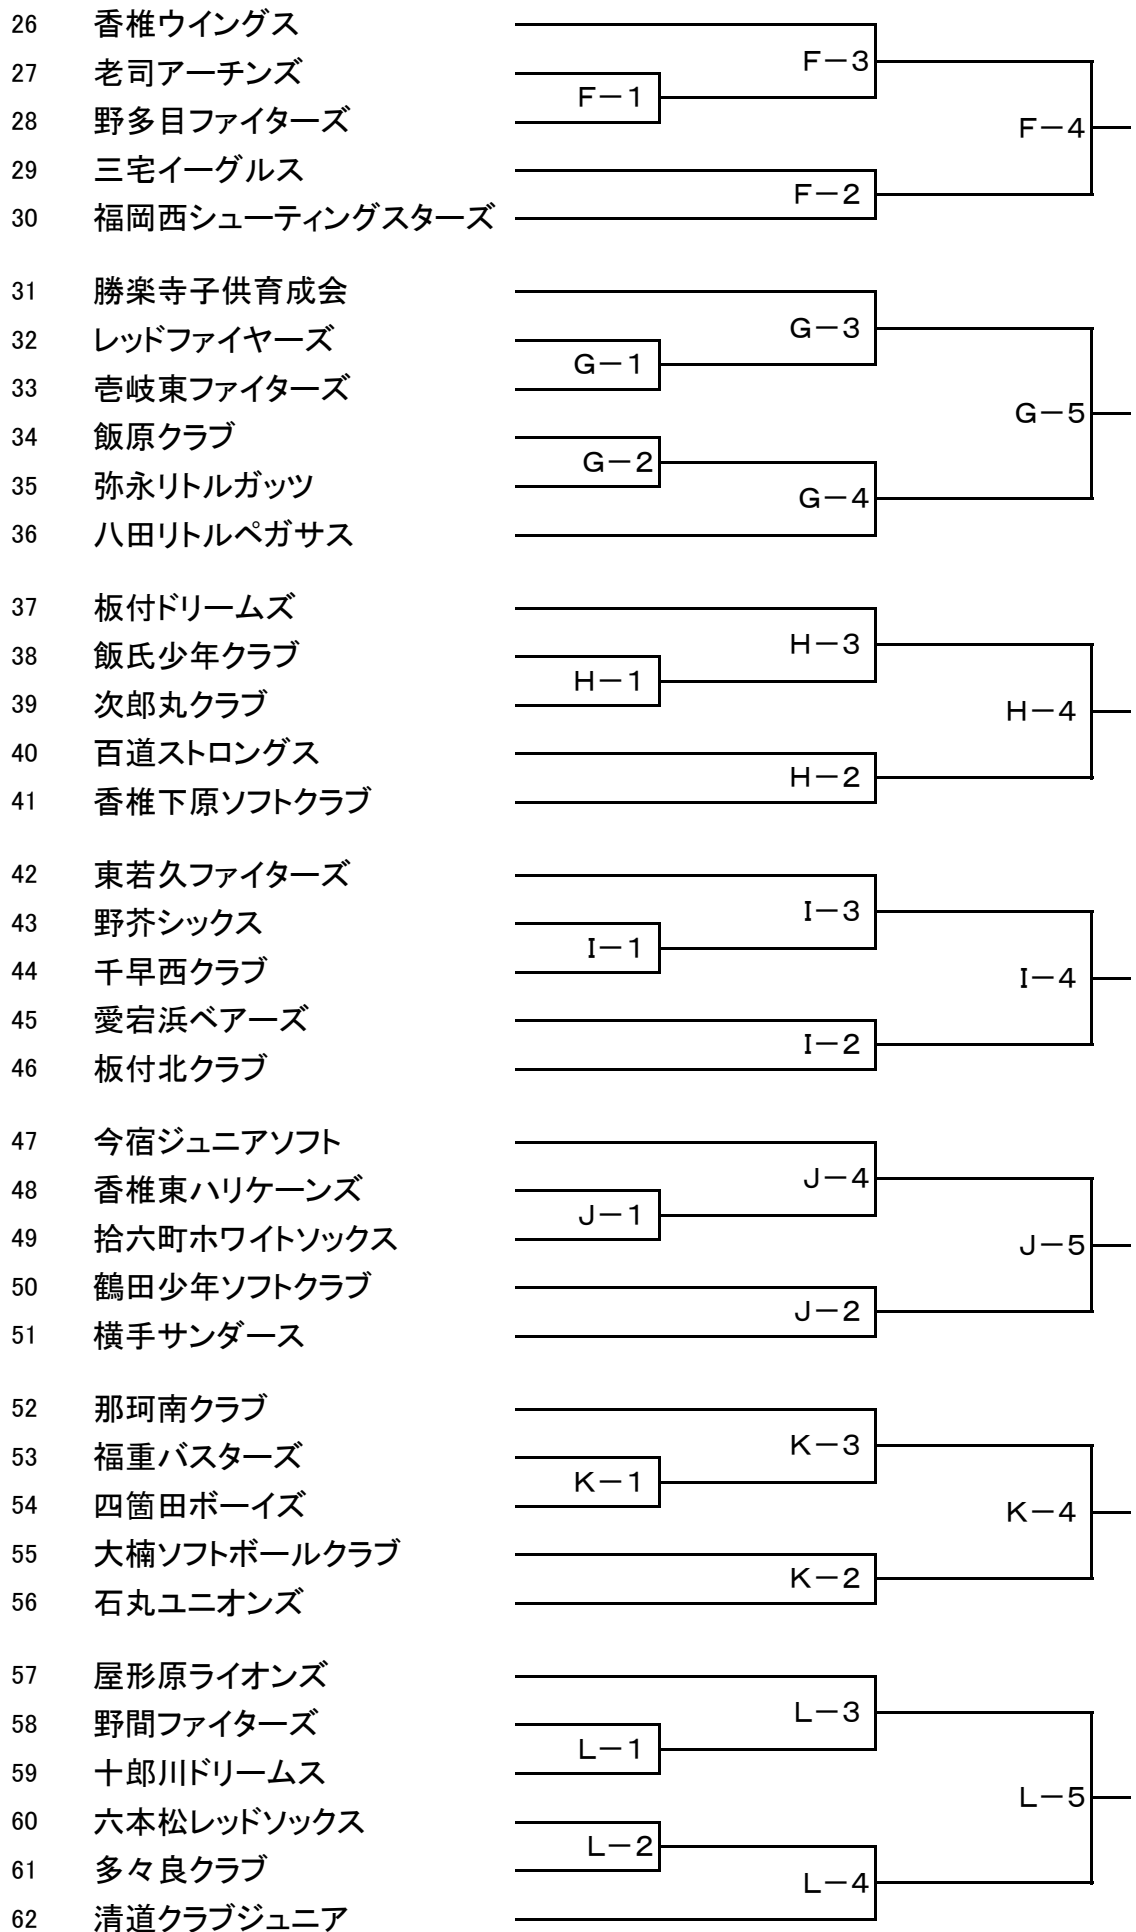 26 香椎ウイングス
F－3
27 老司アーチンズ
F－1
28 野多目ファイターズ
F－4
29 三宅イーグルス
F－2
30 福岡西シューティングスターズ
31 勝楽寺子供育成会
G－3
32 レッドファイヤーズ
G－1
33 壱岐東ファイターズ
G－5
34 飯原クラブ
G－2
35 弥永リトルガッツ
G－4
36 八田リトルペガサス
37 板付ドリームズ
H－3
38 飯氏少年クラブ
H－1
39 次郎丸クラブ
H－4
40 百道ストロングス
H－2
41 香椎下原ソフトクラブ
42 東若久ファイターズ
I－3
43 野芥シックス
I－1
44 千早西クラブ
I－4
45 愛宕浜ベアーズ
I－2
46 板付北クラブ
47 今宿ジュニアソフト
J－4
48 香椎東ハリケーンズ
J－1
49 拾六町ホワイトソックス
J－5
50 鶴田少年ソフトクラブ
J－2
51 横手サンダース
52 那珂南クラブ
K－3
53 福重バスターズ
K－1
54 四箇田ボーイズ
K－4
55 大楠ソフトボールクラブ
K－2
56 石丸ユニオンズ
57 屋形原ライオンズ
L－3
58 野間ファイターズ
L－1
59 十郎川ドリームス
L－5
60 六本松レッドソックス
L－2
61 多々良クラブ
L－4
62 清道クラブジュニア